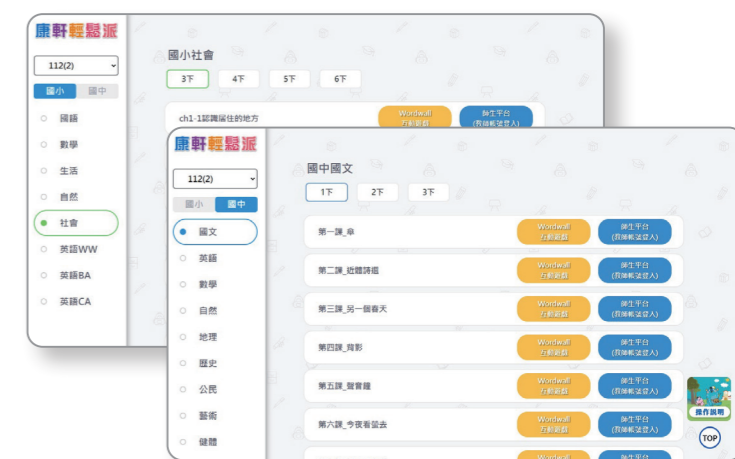 康軒輕鬆派
112(2)
國小 國中
國語
數學
生活
自然
社會
英語WW
英語BA
英語CA
國小社會
3下 4下 5下 6下
ch1-1認識居住的地方
Wordwall
互動遊戲
師生平台
(教師帳號登入)
康軒輕鬆派
112(2)
國小 國中
國文
英語
數學
自然
地理
歷史
公民
藝術
健體
國中國文
1下 2下 3下
第一課_序
Wordwall
互動遊戲
師生平台
(教師帳號登入)
第二課_近體詩選
Wordwall
互動遊戲
師生平台
(教師帳號登入)
第三課_另一個春天
Wordwall
互動遊戲
師生平台
(教師帳號登入)
第四課_背影
Wordwall
互動遊戲
師生平台
(教師帳號登入)
第五課_聲音鐘
Wordwall
互動遊戲
師生平台
(教師帳號登入)
第六課_今夜看螢去
Wordwall
互動遊戲
師生平台
(教師帳號登入)
Wordwall
師生平台
操作說明
TOP